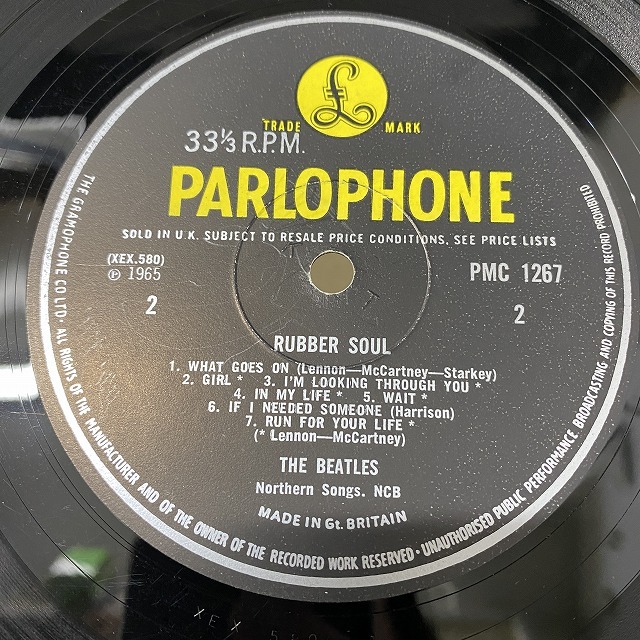 £
TRADE MARK
33⅓ R.P.M.
PARLOPHONE
SOLD IN U.K. SUBJECT TO RESALE PRICE CONDITIONS, SEE PRICE LISTS
(XEX.580)
℗ 1965
PMC 1267
2
2
RUBBER SOUL
1. WHAT GOES ON (Lennon—McCartney—Starkey)
2. GIRL * 3. I'M LOOKING THROUGH YOU *
4. IN MY LIFE * 5. WAIT *
6. IF I NEEDED SOMEONE (Harrison)
7. RUN FOR YOUR LIFE *
(* Lennon—McCartney)
THE BEATLES
Northern Songs. NCB
MADE IN Gt. BRITAIN
THE GRAMOPHONE CO LTD · ALL RIGHTS OF THE MANUFACTURER AND OF THE OWNER OF THE RECORDED WORK RESERVED · UNAUTHORISED PUBLIC PERFORMANCE BROADCASTING AND COPYING OF THIS RECORD PROHIBITED
XEX